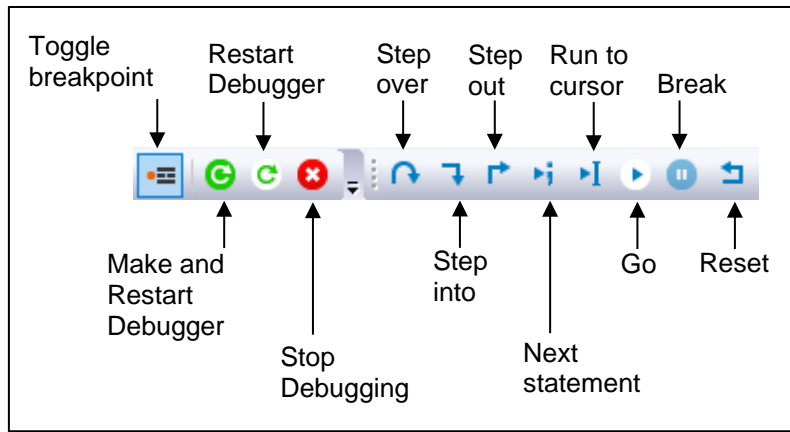 Toggle
breakpoint
Restart
Debugger
Step
over
Step
out
Run to
cursor
Break
Make and
Restart
Debugger
Stop
Debugging
Step
into
Next
statement
Go
Reset